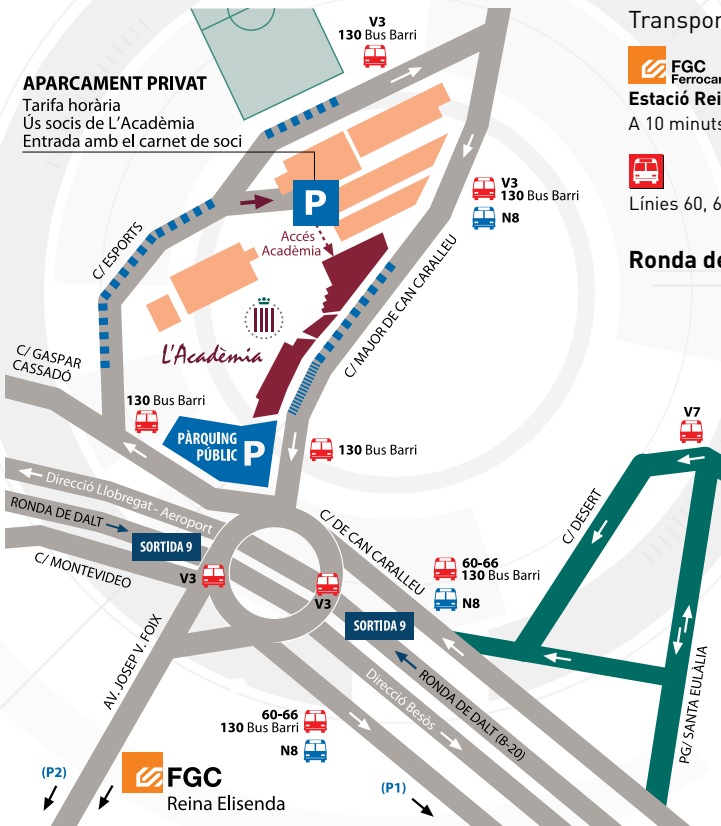 V3
130 Bus Barri
APARCAMENT PRIVAT
Tarifa horària
Ús socis de L'Acadèmia
Entrada amb el carnet de soci
P
Accés
Acadèmia
V3
130 Bus Barri
N8
C/ ESPORTS
C/ MAJOR DE CAN CARALLEU
L'Acadèmia
C/ GASPAR
CASSADÓ
130 Bus Barri
PÀRQUING
PÚBLIC
P
130 Bus Barri
Direcció Llobregat - Aeroport
RONDA DE DALT
SORTIDA 9
C/ MONTEVIDEO
V3
V3
C/ DE CAN CARALLEU
60-66
130 Bus Barri
N8
SORTIDA 9
RONDA DE DALT (B-20)
Direcció Besòs
AV. JOSEP V. FOIX
60-66
130 Bus Barri
N8
(P2)
FGC
Reina Elisenda
(P1)
V7
C/ DESERT
PG/ SANTA EULÀLIA
Transpor
FGC
Ferrocar
Estació Rei
A 10 minuts
Línies 60, 6
Ronda de